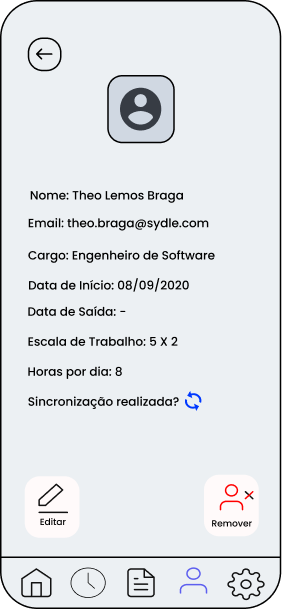 Nome: Theo Lemos Braga
Email: theo.braga@sydle.com
Cargo: Engenheiro de Software
Data de Início: 08/09/2020
Data de Saída: -
Escala de Trabalho: 5 X 2
Horas por dia: 8
Sincronização realizada?
Editar
Remover